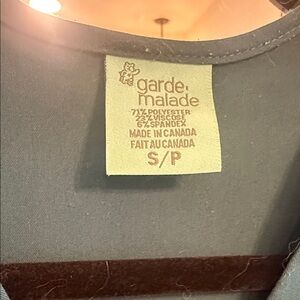 garde.
malade
71% POLYESTER
23% VISCOSE
6% SPANDEX
MADE IN CANADA
FAIT AU CANADA
S/P